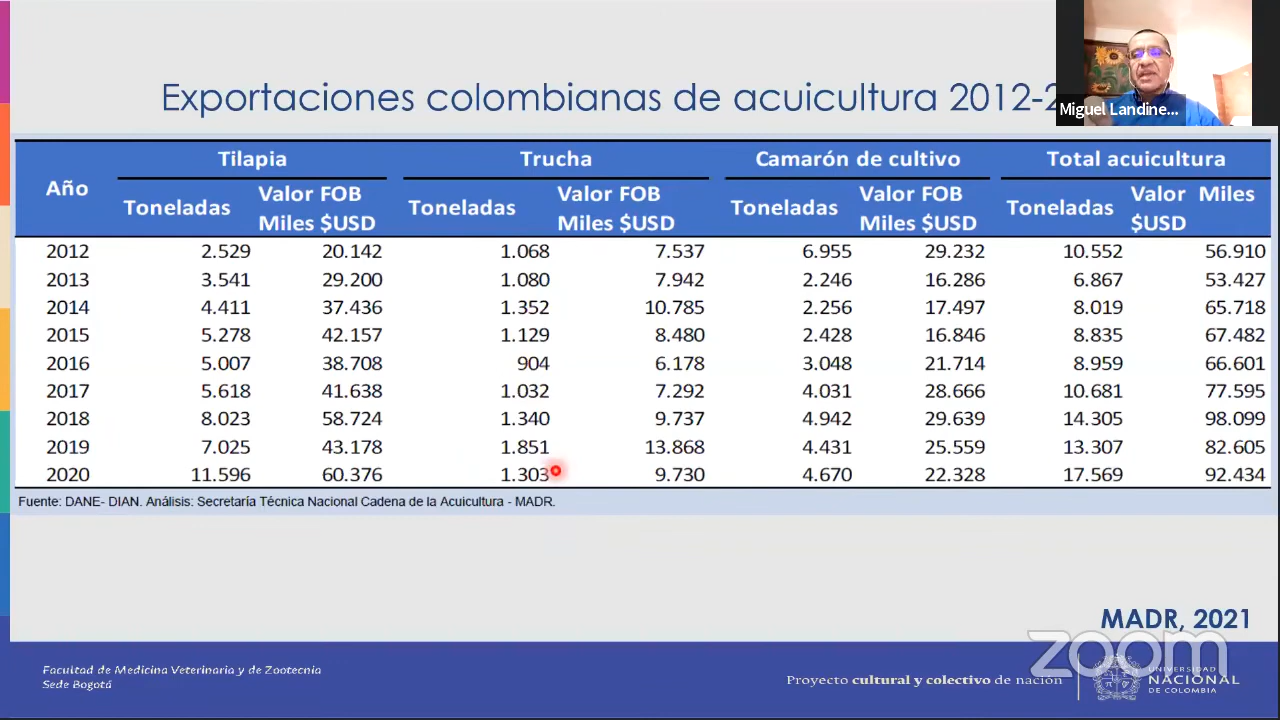 Exportaciones colombianas de acuicultura 2012-2
Miguel Landine...
Año Tilapia Trucha Camarón de cultivo Total acuicultura
Toneladas Valor FOB Miles $USD Toneladas Valor FOB Miles $USD Toneladas Valor FOB Miles $USD Toneladas Valor Miles $USD
2012 2.529 20.142 1.068 7.537 6.955 29.232 10.552 56.910
2013 3.541 29.200 1.080 7.942 2.246 16.286 6.867 53.427
2014 4.411 37.436 1.352 10.785 2.256 17.497 8.019 65.718
2015 5.278 42.157 1.129 8.480 2.428 16.846 8.835 67.482
2016 5.007 38.708 904 6.178 3.048 21.714 8.959 66.601
2017 5.618 41.638 1.032 7.292 4.031 28.666 10.681 77.595
2018 8.023 58.724 1.340 9.737 4.942 29.639 14.305 98.099
2019 7.025 43.178 1.851 13.868 4.431 25.559 13.307 82.605
2020 11.596 60.376 1.303 9.730 4.670 22.328 17.569 92.434
Fuente: DANE- DIAN. Análisis: Secretaría Técnica Nacional Cadena de la Acuicultura - MADR.
MADR, 2021
zoom
Facultad de Medicina Veterinaria y de Zootecnia
Sede Bogotá
Proyecto cultural y colectivo de nación
UNIVERSIDAD
NACIONAL
DE COLOMBIA